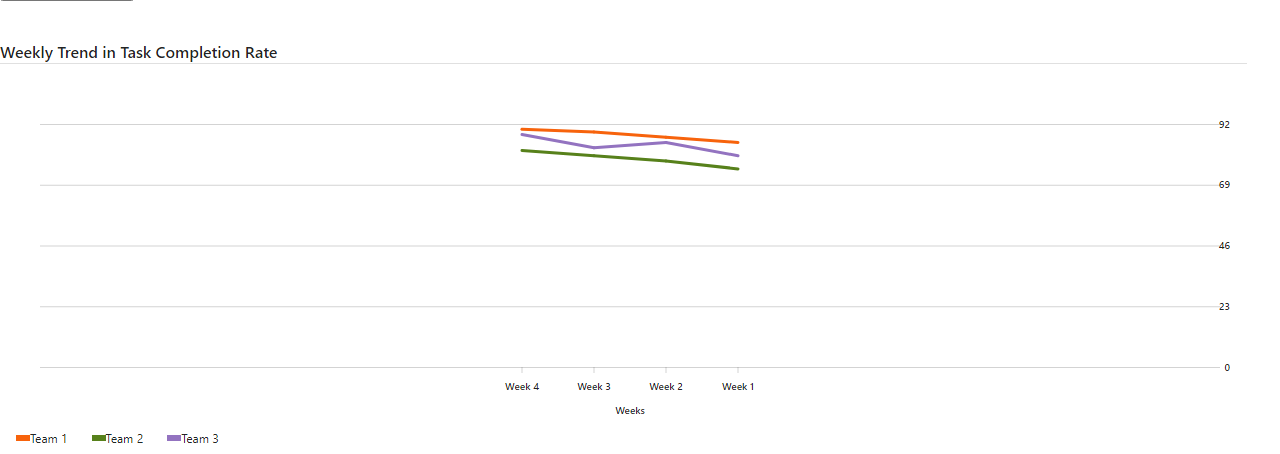 Weekly Trend in Task Completion Rate
92
69
46
23
0
Week 4 Week 3 Week 2 Week 1
Weeks
Team 1 Team 2 Team 3